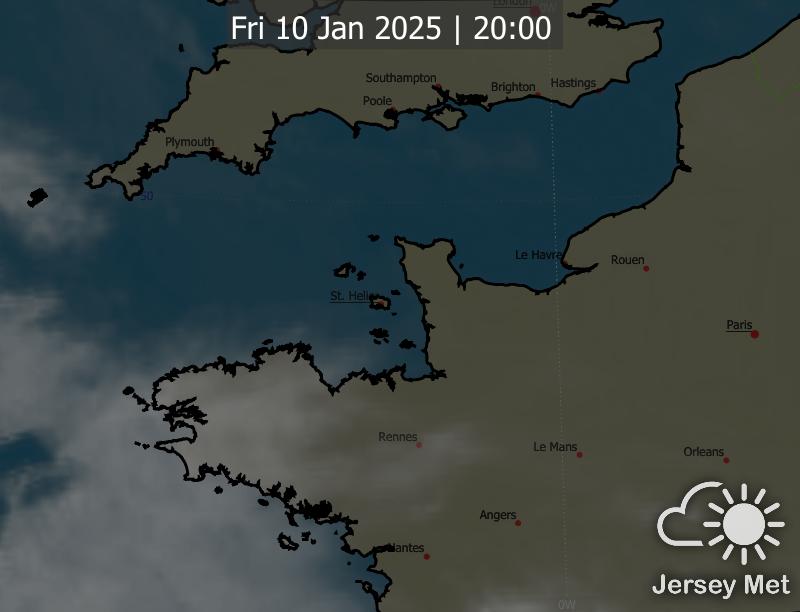 London
0W
Fri 10 Jan 2025 | 20:00
Southampton
Brighton
Hastings
Poole
Plymouth
50
Le Havre
Rouen
St. Helier
Paris
Rennes
Le Mans
Orleans
Angers
Nantes
Jersey Met
0W